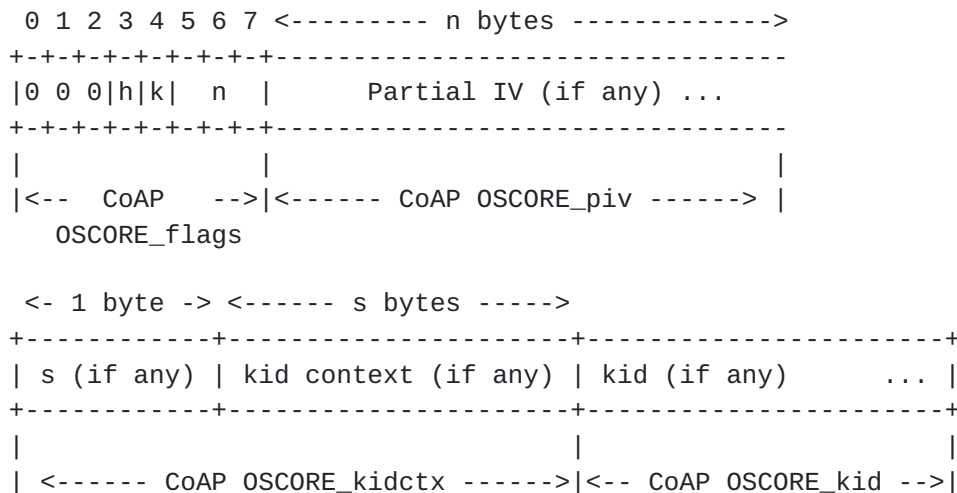 0 1 2 3 4 5 6 7 <--------- n bytes ------------->
+-+-+-+-+-+-+-+-+---------------------------------
|0 0 0|h|k|  n  |      Partial IV (if any) ...
+-+-+-+-+-+-+-+-+---------------------------------
|               |                                |
|<--  CoAP   -->|<------ CoAP OSCORE_piv ------> |
   OSCORE_flags

 <- 1 byte -> <------ s bytes ----->
+------------+----------------------+-----------------------+
| s (if any) | kid context (if any) | kid (if any)      ... |
+------------+----------------------+-----------------------+
|                                   |                       |
| <------ CoAP OSCORE_kidctx ------>|<-- CoAP OSCORE_kid -->|